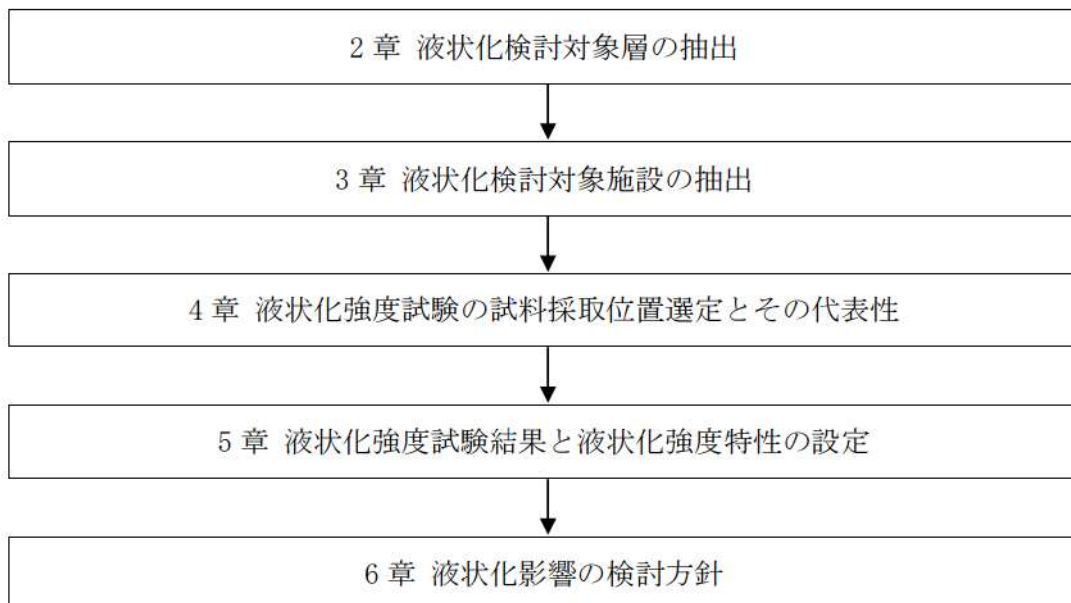 2 章 液状化検討対象層の抽出
3 章 液状化検討対象施設の抽出
4 章 液状化強度試験の試料採取位置選定とその代表性
5 章 液状化強度試験結果と液状化強度特性の設定
6 章 液状化影響の検討方針